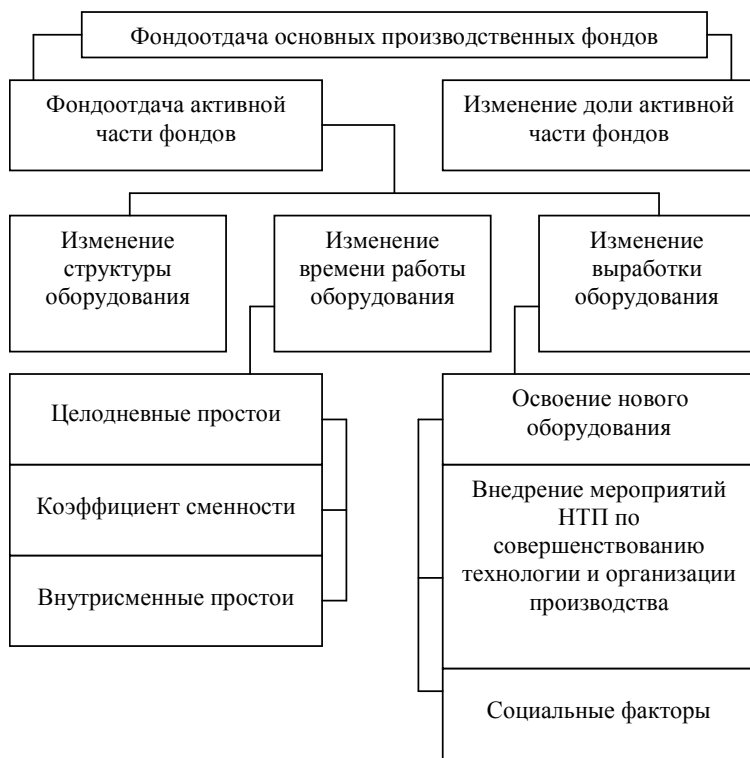 Фондоотдача основных производственных фондов
Фондоотдача активной
части фондов
Изменение доли активной
части фондов
Изменение
структуры
оборудования
Изменение
времени работы
оборудования
Изменение
выработки
оборудования
Целодневные простои
Коэффициент сменности
Внутрисменные простои
Освоение нового
оборудования
Внедрение мероприятий
НТП по
совершенствованию
технологии и организации
производства
Социальные факторы